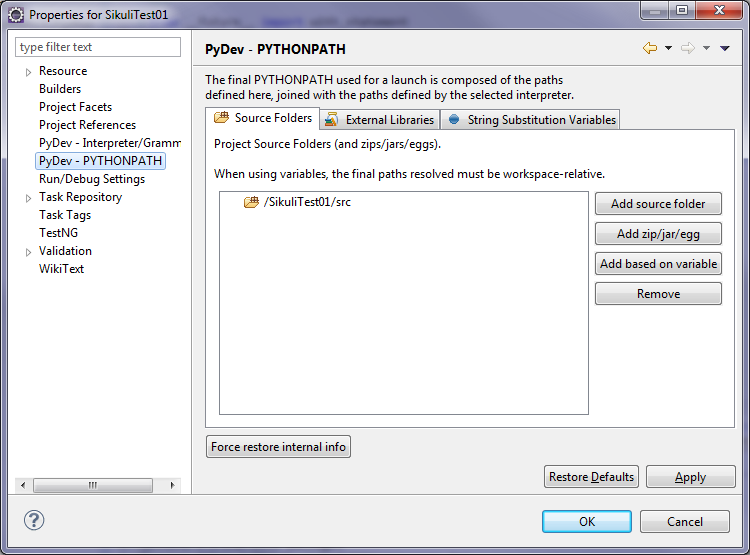 Properties for SikuliTest01
type filter text
Resource
Builders
Project Facets
Project References
PyDev - Interpreter/Gramm
PyDev - PYTHONPATH
Run/Debug Settings
Task Repository
Task Tags
TestNG
Validation
WikiText
PyDev - PYTHONPATH
The final PYTHONPATH used for a launch is composed of the paths
defined here, joined with the paths defined by the selected interpreter.
Source Folders External Libraries String Substitution Variables
Project Source Folders (and zips/jars/eggs).
When using variables, the final paths resolved must be workspace-relative.
/SikuliTest01/src
Add source folder
Add zip/jar/egg
Add based on variable
Remove
Force restore internal info
Restore Defaults Apply
OK Cancel